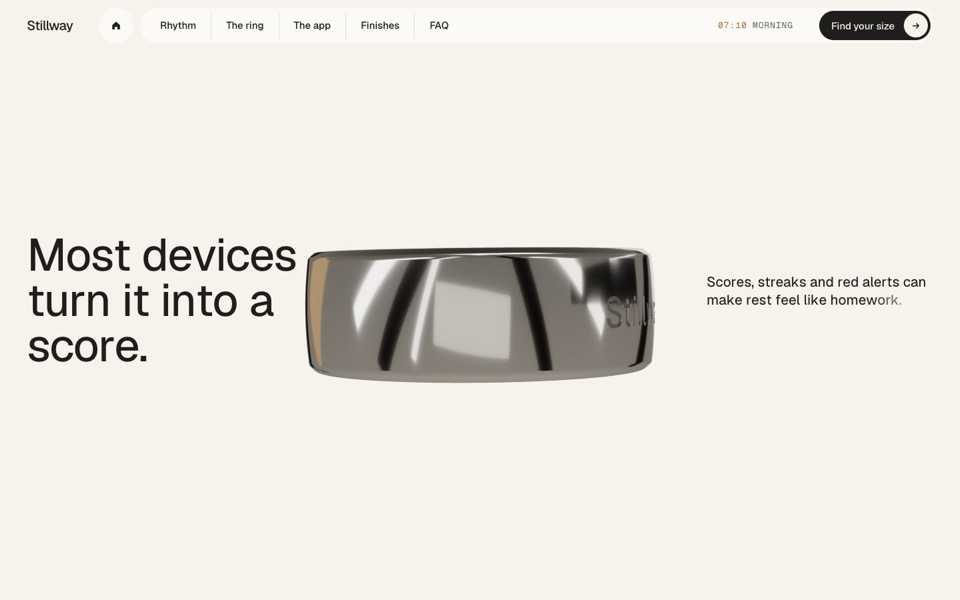 Stillway
Rhythm
The ring
The app
Finishes
FAQ
07:10 MORNING
Find your size
Most devices
turn it into a
score.
Scores, streaks and red alerts can
make rest feel like homework.